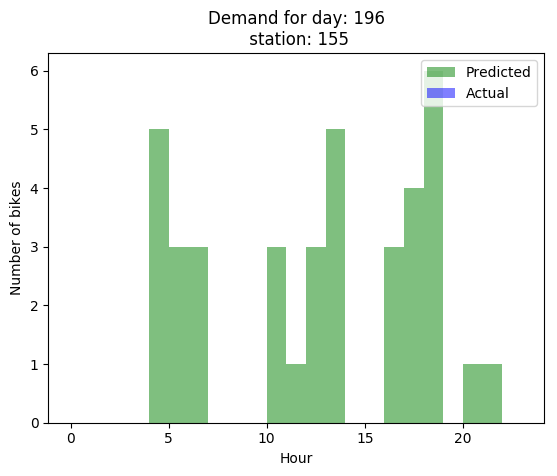 Demand for day: 196
station: 155
Predicted
Actual
Number of bikes
6
5
4
3
2
1
0
0
5
10
15
20
Hour